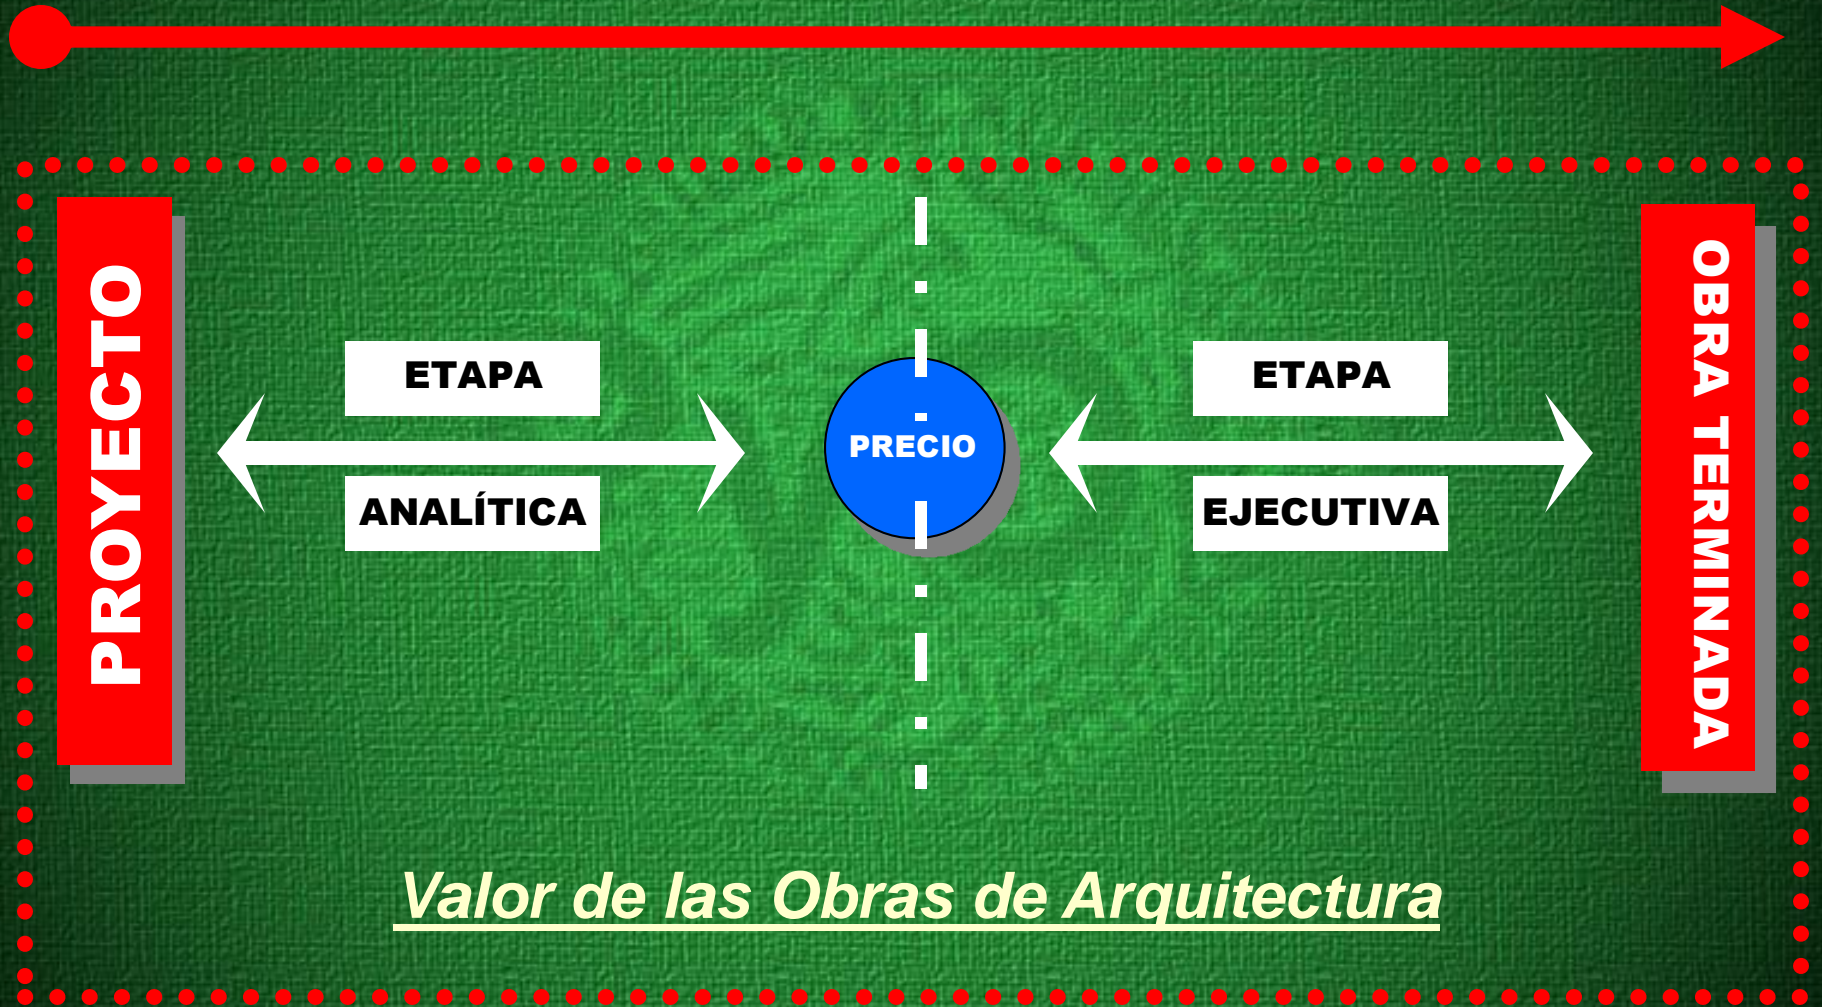 PROYECTO
ETAPA
ANALÍTICA
PRECIO
ETAPA
EJECUTIVA
OBRA TERMINADA
Valor de las Obras de Arquitectura